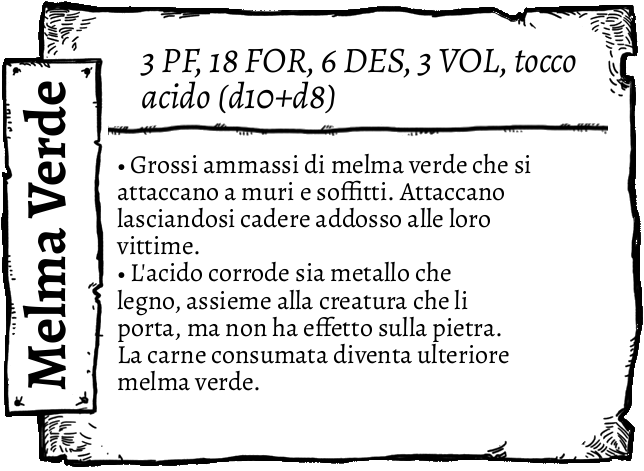 Melma Verde
3 PF, 18 FOR, 6 DES, 3 VOL, tocco
acido (d10+d8)
• Grossi ammassi di melma verde che si
attaccano a muri e soffitti. Attaccano
lasciandosi cadere addosso alle loro
vittime.
• L'acido corrode sia metallo che
legno, assieme alla creatura che li
porta, ma non ha effetto sulla pietra.
La carne consumata diventa ulteriore
melma verde.